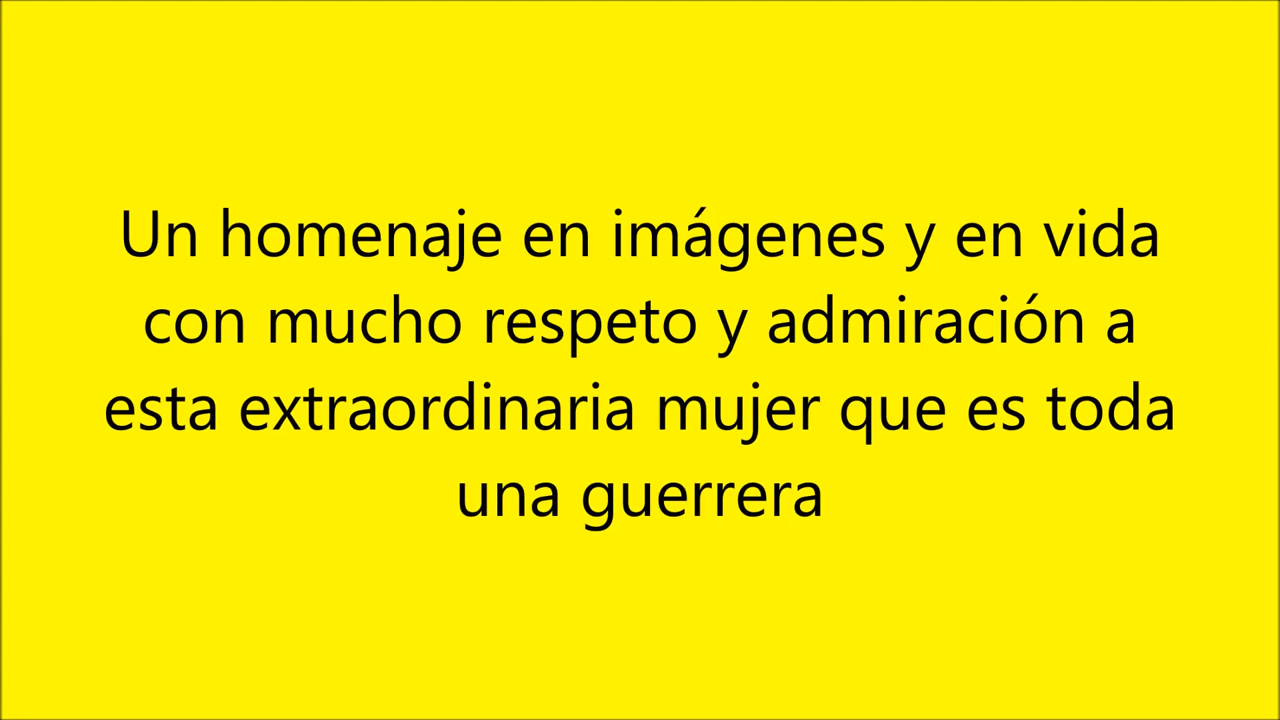 Un homenaje en imágenes y en vida
con mucho respeto y admiración a
esta extraordinaria mujer que es toda
una guerrera